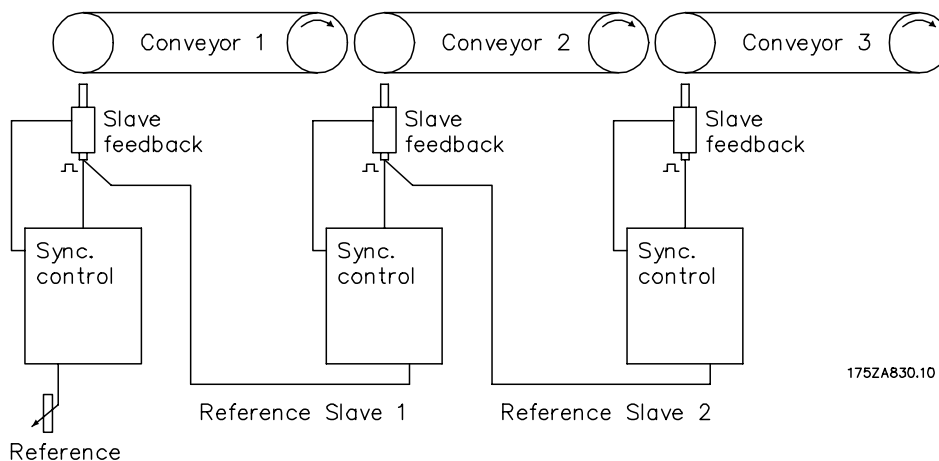 Conveyor 1
Conveyor 2
Conveyor 3
Slave
feedback
Slave
feedback
Slave
feedback
Sync.
control
Sync.
control
Sync.
control
175ZA830.10
Reference Slave 1
Reference Slave 2
Reference